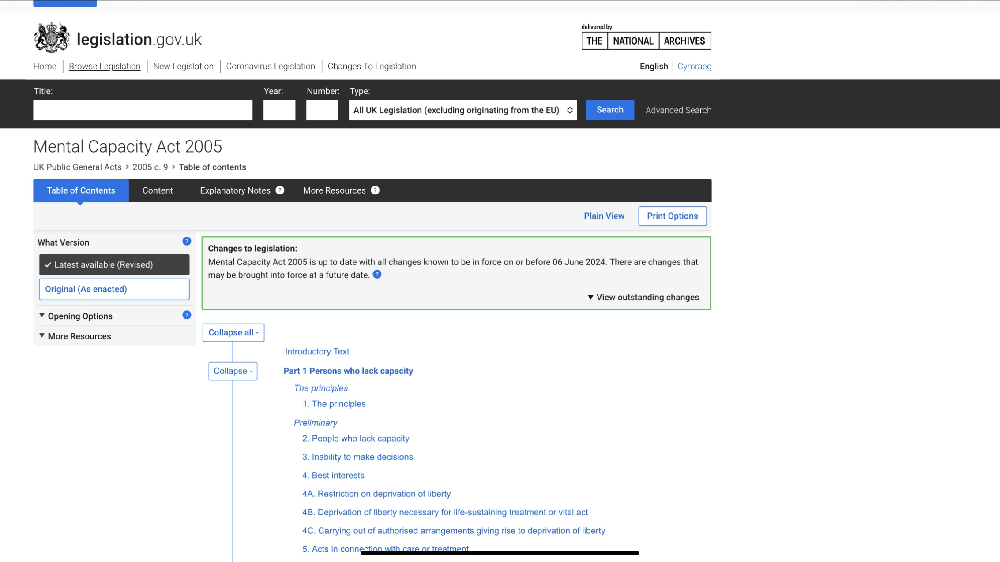 legislation.gov.uk
delivered by
THE NATIONAL ARCHIVES
Home Browse Legislation New Legislation Coronavirus Legislation Changes To Legislation English Cymraeg
Title: Year: Number: Type:
All UK Legislation (excluding originating from the EU) Search Advanced Search
Mental Capacity Act 2005
UK Public General Acts > 2005 c. 9 > Table of contents
Table of Contents Content Explanatory Notes ? More Resources ?
Plain View Print Options
What Version ?
✓ Latest available (Revised)
Original (As enacted)
▼ Opening Options ?
▼ More Resources
Changes to legislation:
Mental Capacity Act 2005 is up to date with all changes known to be in force on or before 06 June 2024. There are changes that
may be brought into force at a future date. ?
▼ View outstanding changes
Collapse all -
Introductory Text
Collapse - Part 1 Persons who lack capacity
The principles
1. The principles
Preliminary
2. People who lack capacity
3. Inability to make decisions
4. Best interests
4A. Restriction on deprivation of liberty
4B. Deprivation of liberty necessary for life-sustaining treatment or vital act
4C. Carrying out of authorised arrangements giving rise to deprivation of liberty
5. Acts in connection with care or treatment